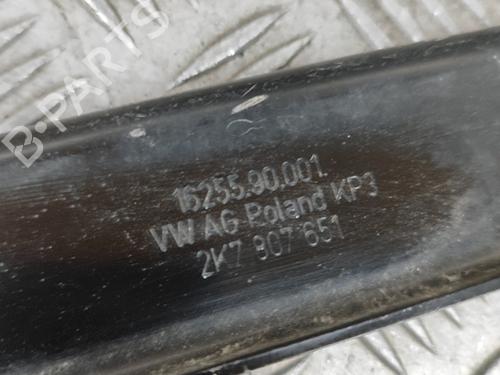 B-PARTS
16255.90.001.
VW AG Poland KP3
2K7 807 651